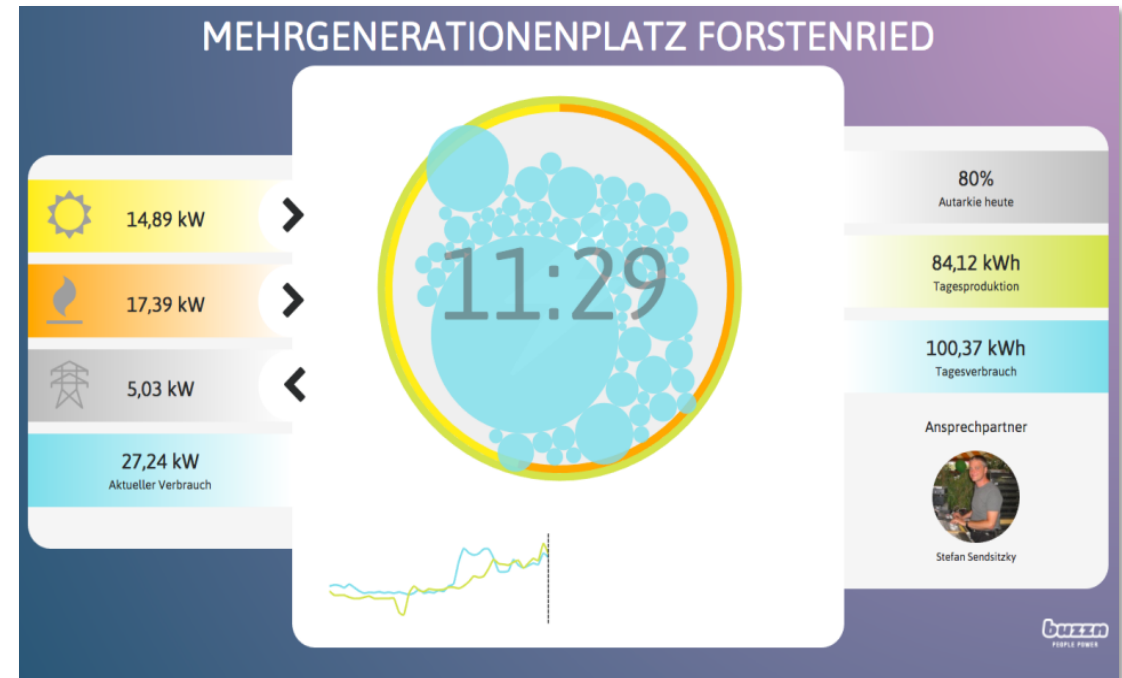 MEHRGENERATIONENPLATZ FORSTENRIED
14,89 kW
17,39 kW
5,03 kW
27,24 kW
Aktueller Verbrauch
11:29
80%
Autarkie heute
84,12 kWh
Tagesproduktion
100,37 kWh
Tagesverbrauch
Ansprechpartner
Stefan Sendsitzky
buzzn
PEOPLE POWER